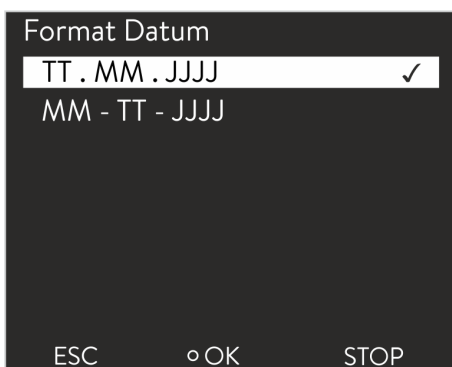 Format Datum
TT . MM . JJJJ ✓
MM - TT - JJJJ
ESC ○ OK STOP